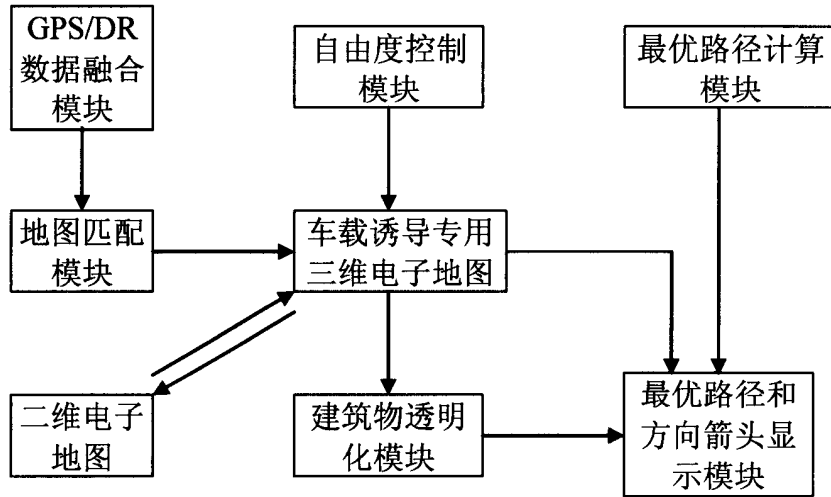 GPS/DR
数据融合
模块
自由度控制
模块
最优路径计算
模块
地图匹配
模块
车载诱导专用
三维电子地图
二维电子
地图
建筑物透明
化模块
最优路径和
方向箭头显
示模块